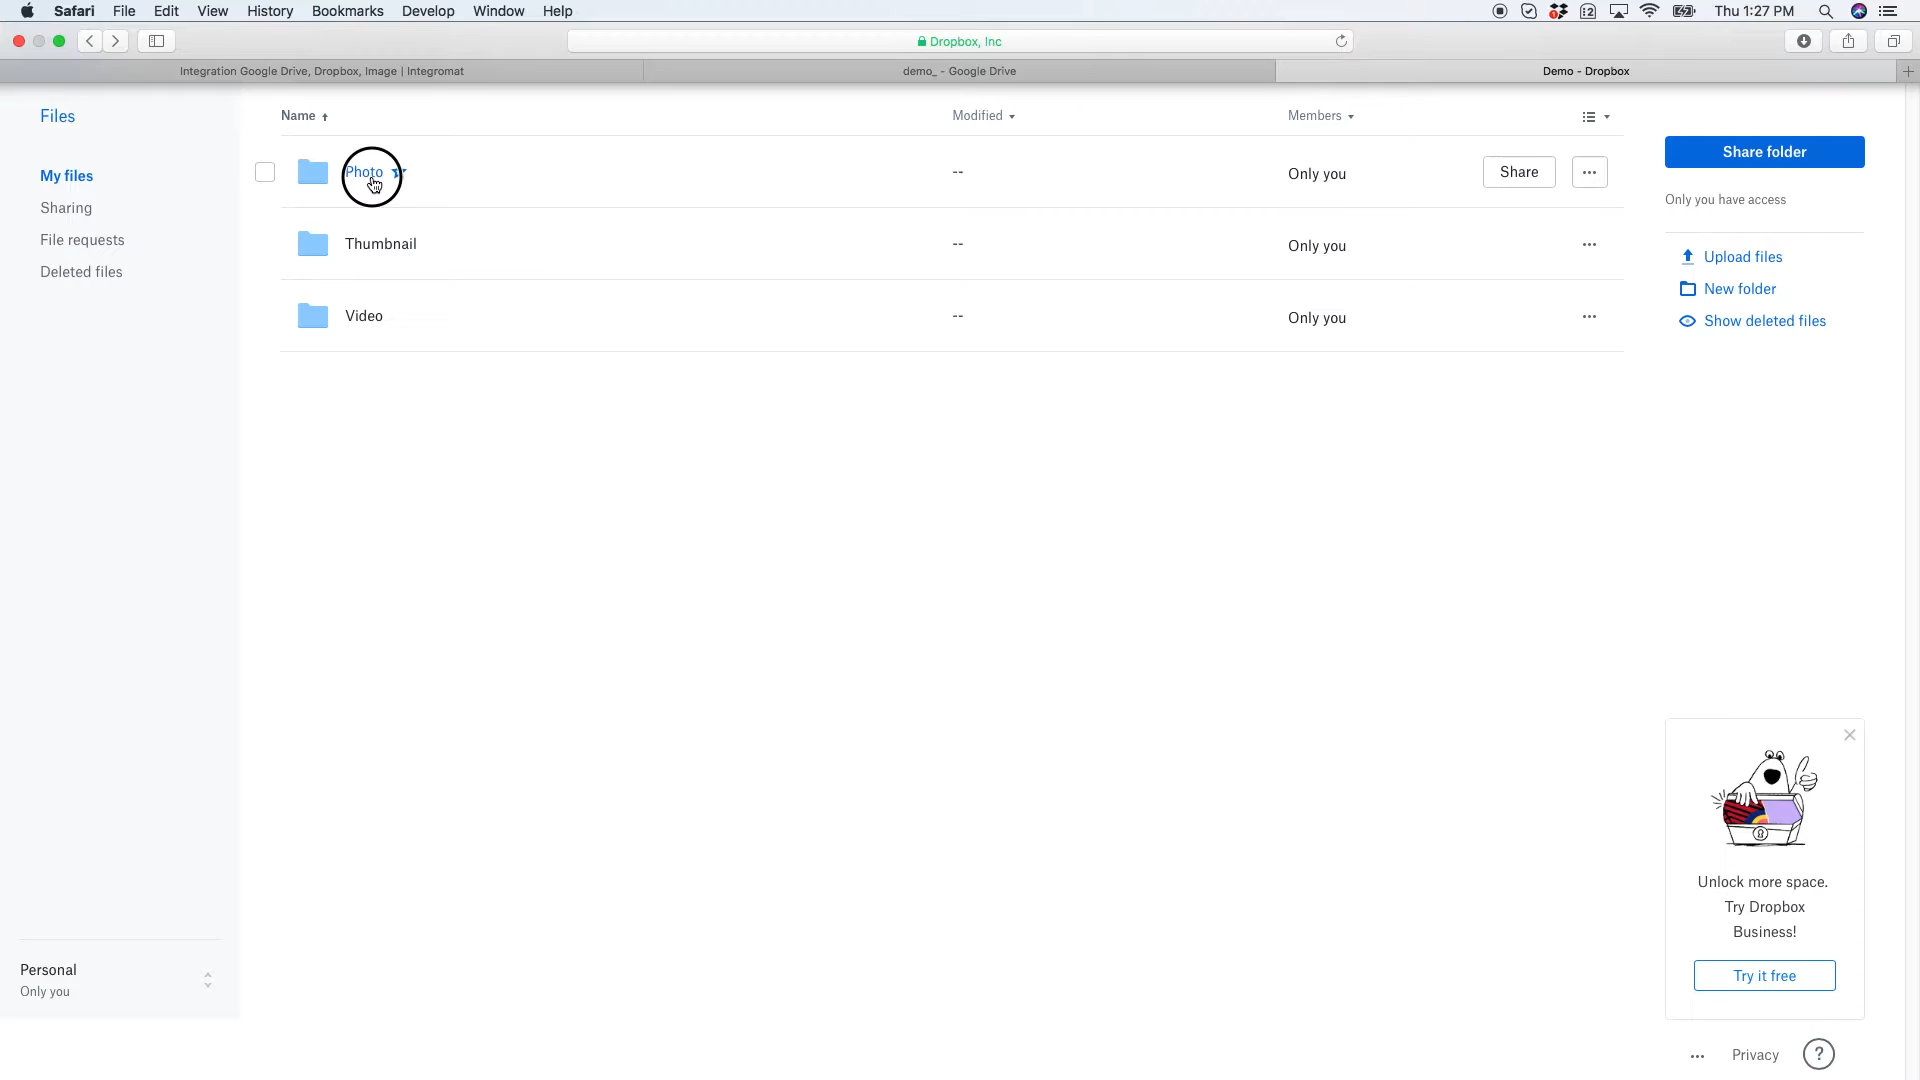 Safari File Edit View History Bookmarks Develop Window Help Thu 1:27 PM
Dropbox, Inc
Integration Google Drive, Dropbox, Image | Integromat
demo_ - Google Drive
Demo - Dropbox
Files
Name
Modified
Members
My files
Sharing
File requests
Deleted files
Photo -- Only you Share
Thumbnail -- Only you
Video -- Only you
Share folder
Only you have access
Upload files
New folder
Show deleted files
Unlock more space.
Try Dropbox
Business!
Try it free
Personal
Only you
Privacy
?